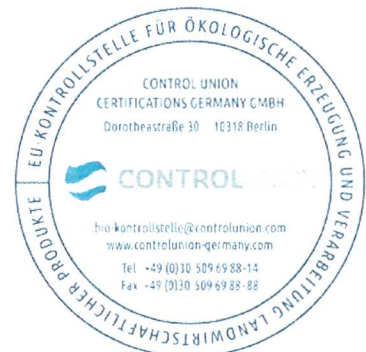 EU-KONTROLLSTELLE FÜR ÖKOLOGISCHE ERZEUGUNG UND VERARBEITUNG LANDWIRTSCHAFTLICHER PRODUKTE
CONTROL UNION
CERTIFICATIONS GERMANY GMBH
Dorotheastraße 30 10318 Berlin
CONTROL UNION
bio-kontrollstelle@controlunion.com
www.controlunion-germany.com
Tel +49 (0)30 509 69 88-14
Fax +49 (0)30 509 69 88-88